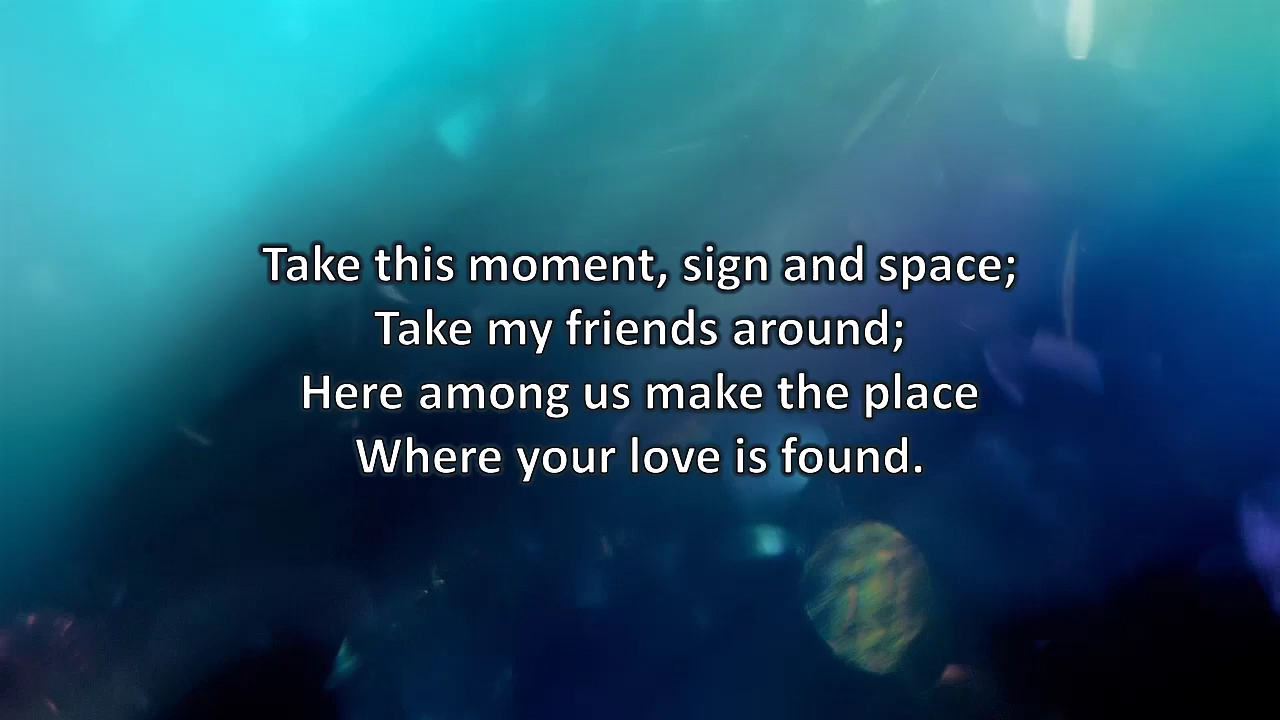 Take this moment, sign and space;
Take my friends around;
Here among us make the place
Where your love is found.